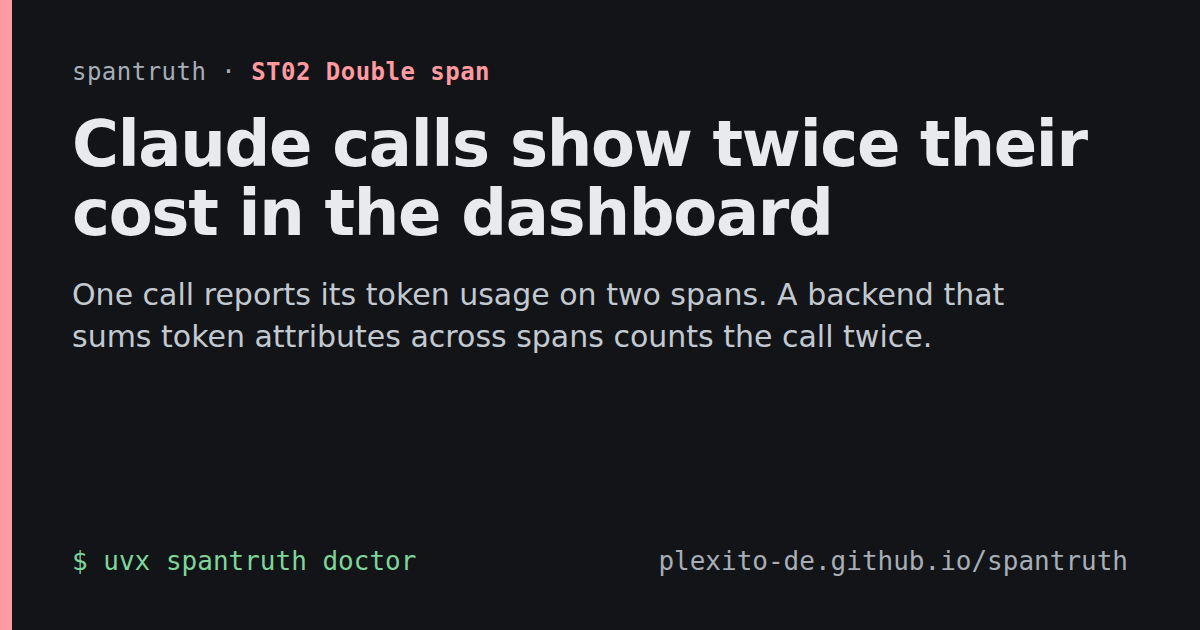 spantruth · ST02 Double span
Claude calls show twice their
cost in the dashboard
One call reports its token usage on two spans. A backend that
sums token attributes across spans counts the call twice.
$ uvx spantruth doctor
plexito-de.github.io/spantruth